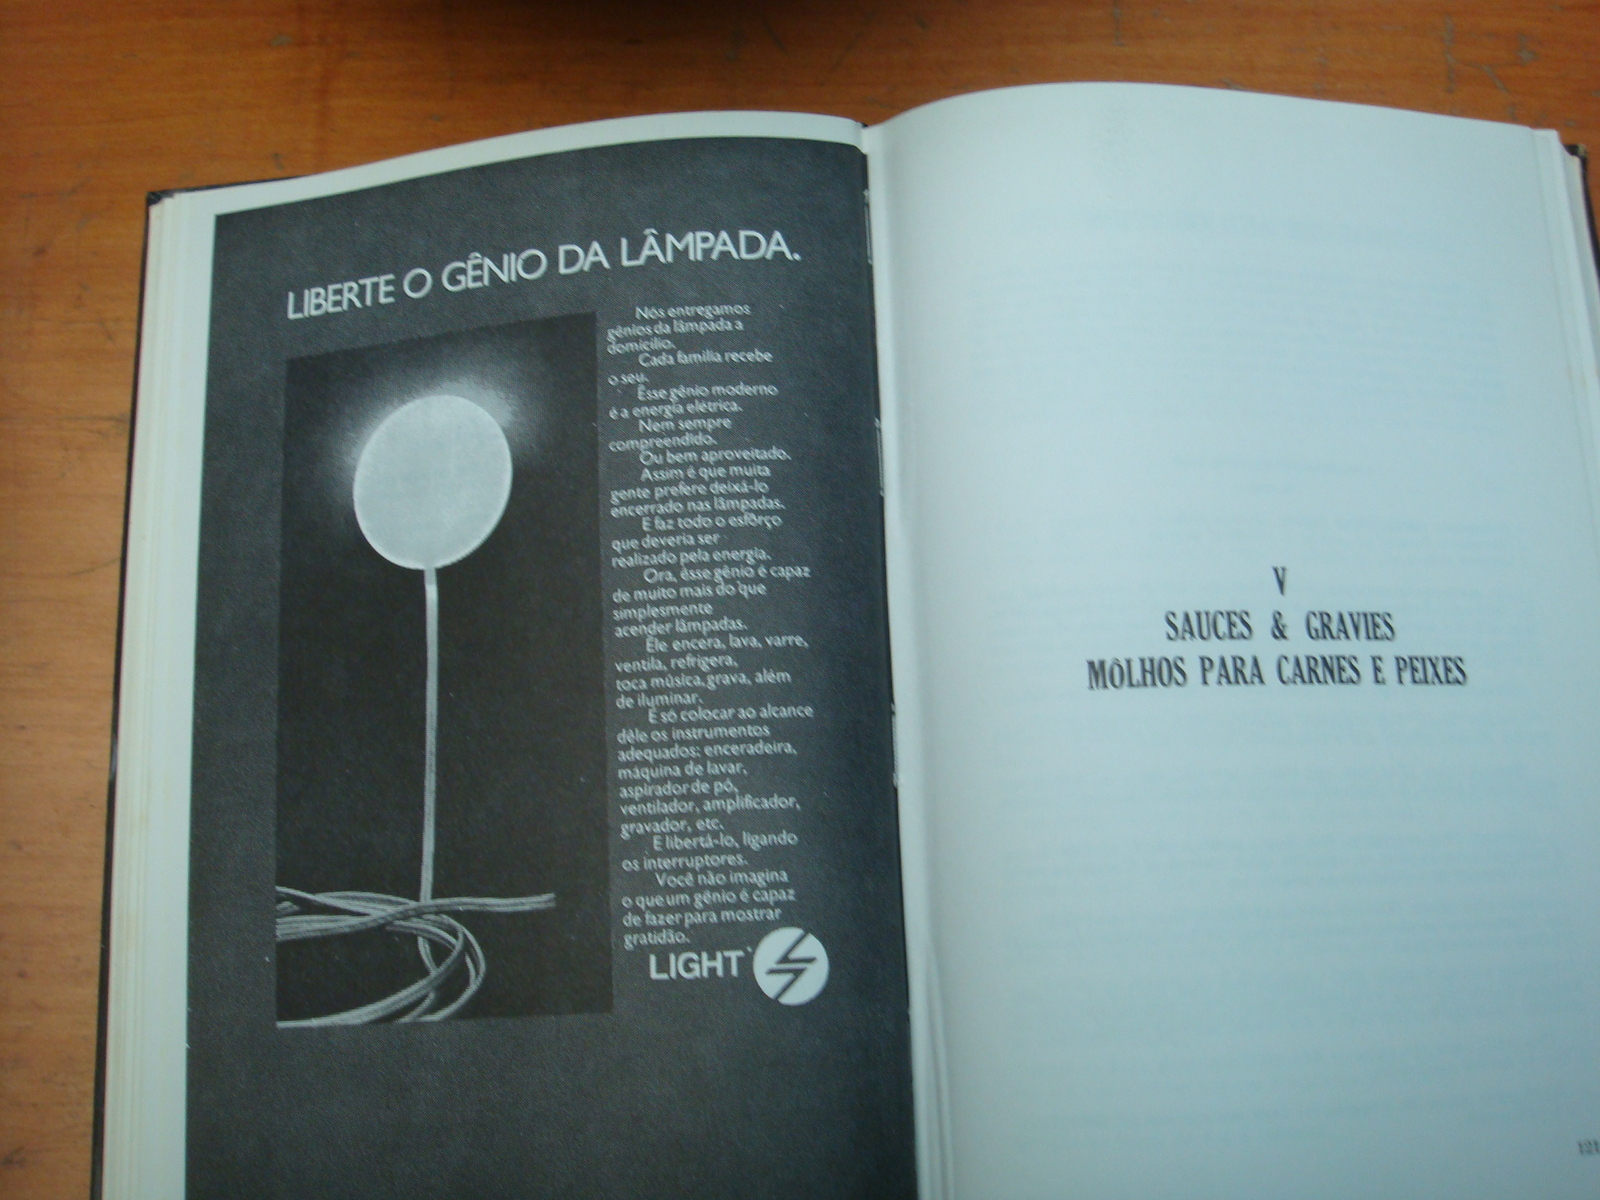 LIBERTE O GÊNIO DA LÂMPADA.
Nós entregamos
gênios da lâmpada a
domicílio.
Cada família recebe
o seu.
Êsse gênio moderno
é a energia elétrica.
Nem sempre
compreendido.
Ou bem aproveitado.
Assim é que muita
gente prefere deixá-lo
encerrado nas lâmpadas.
E faz todo o esfôrço
que deveria ser
realizado pela energia.
Ora, êsse gênio é capaz
de muito mais do que
simplesmente
acender lâmpadas.
Ele encera, lava, varre,
ventila, refrigera,
toca música, grava, além
de iluminar.
E só colocar ao alcance
dêle os instrumentos
adequados: enceradeira,
máquina de lavar,
aspirador de pó,
ventilador, amplificador,
gravador, etc.
E libertá-lo, ligando
os interruptores.
Você não imagina
o que um gênio é capaz
de fazer para mostrar
gratidão.
LIGHT
V
SAUCES & GRAVIES
MÔLHOS PARA CARNES E PEIXES
121